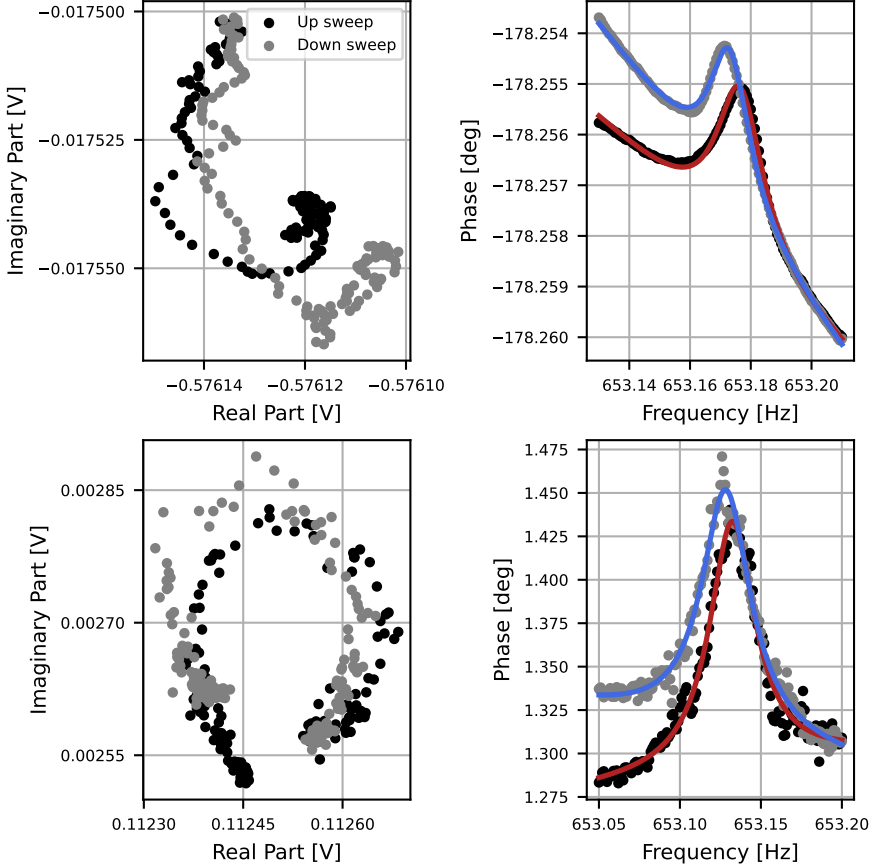 −0.017500
−0.017525
−0.017550
Imaginary Part [V]
Up sweep
Down sweep
−0.57614 −0.57612 −0.57610
Real Part [V]
−178.254
−178.255
−178.256
−178.257
−178.258
−178.259
−178.260
Phase [deg]
653.14 653.16 653.18 653.20
Frequency [Hz]
0.00285
0.00270
0.00255
Imaginary Part [V]
0.11230 0.11245 0.11260
Real Part [V]
1.475
1.450
1.425
1.400
1.375
1.350
1.325
1.300
1.275
Phase [deg]
653.05 653.10 653.15 653.20
Frequency [Hz]